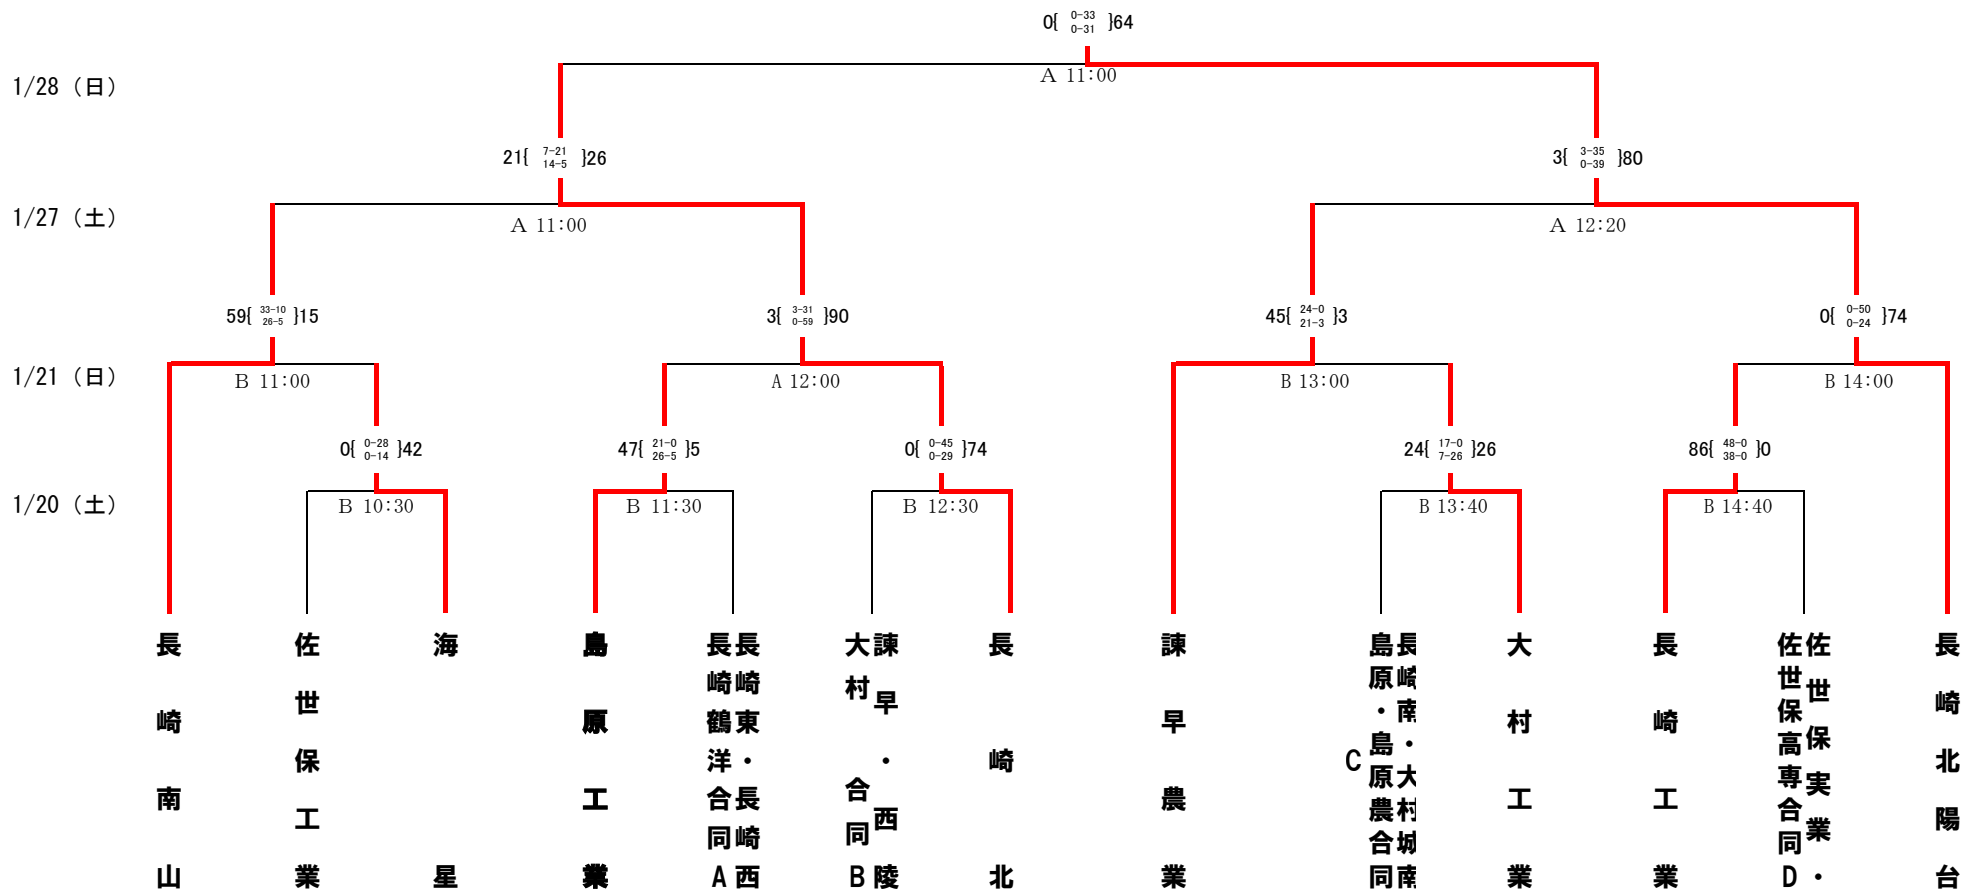 0{ 0-33 0-31 }64
A 11:00
1/28（日）
21{ 7-21 14-5 }26
3{ 3-35 0-39 }80
1/27（土）
A 11:00
A 12:20
59{ 33-10 26-5 }15
3{ 3-31 0-59 }90
45{ 24-0 21-3 }3
0{ 0-50 0-24 }74
1/21（日）
B 11:00
A 12:00
B 13:00
B 14:00
0{ 0-28 0-14 }42
47{ 21-0 26-5 }5
0{ 0-45 0-29 }74
24{ 17-0 7-26 }26
86{ 48-0 38-0 }0
1/20（土）
B 10:30
B 11:30
B 12:30
B 13:40
B 14:40
長崎南山
佐世保工業
海星
島原工業
長崎東・長崎西
長崎鶴洋合同A
諫早・西陵
大村合同B
長崎北
諫早農業
長崎南・大村城南
島原・島原農合同
C
大村工業
長崎工業
佐世保実業・
佐世保高専合同D
長崎北陽台